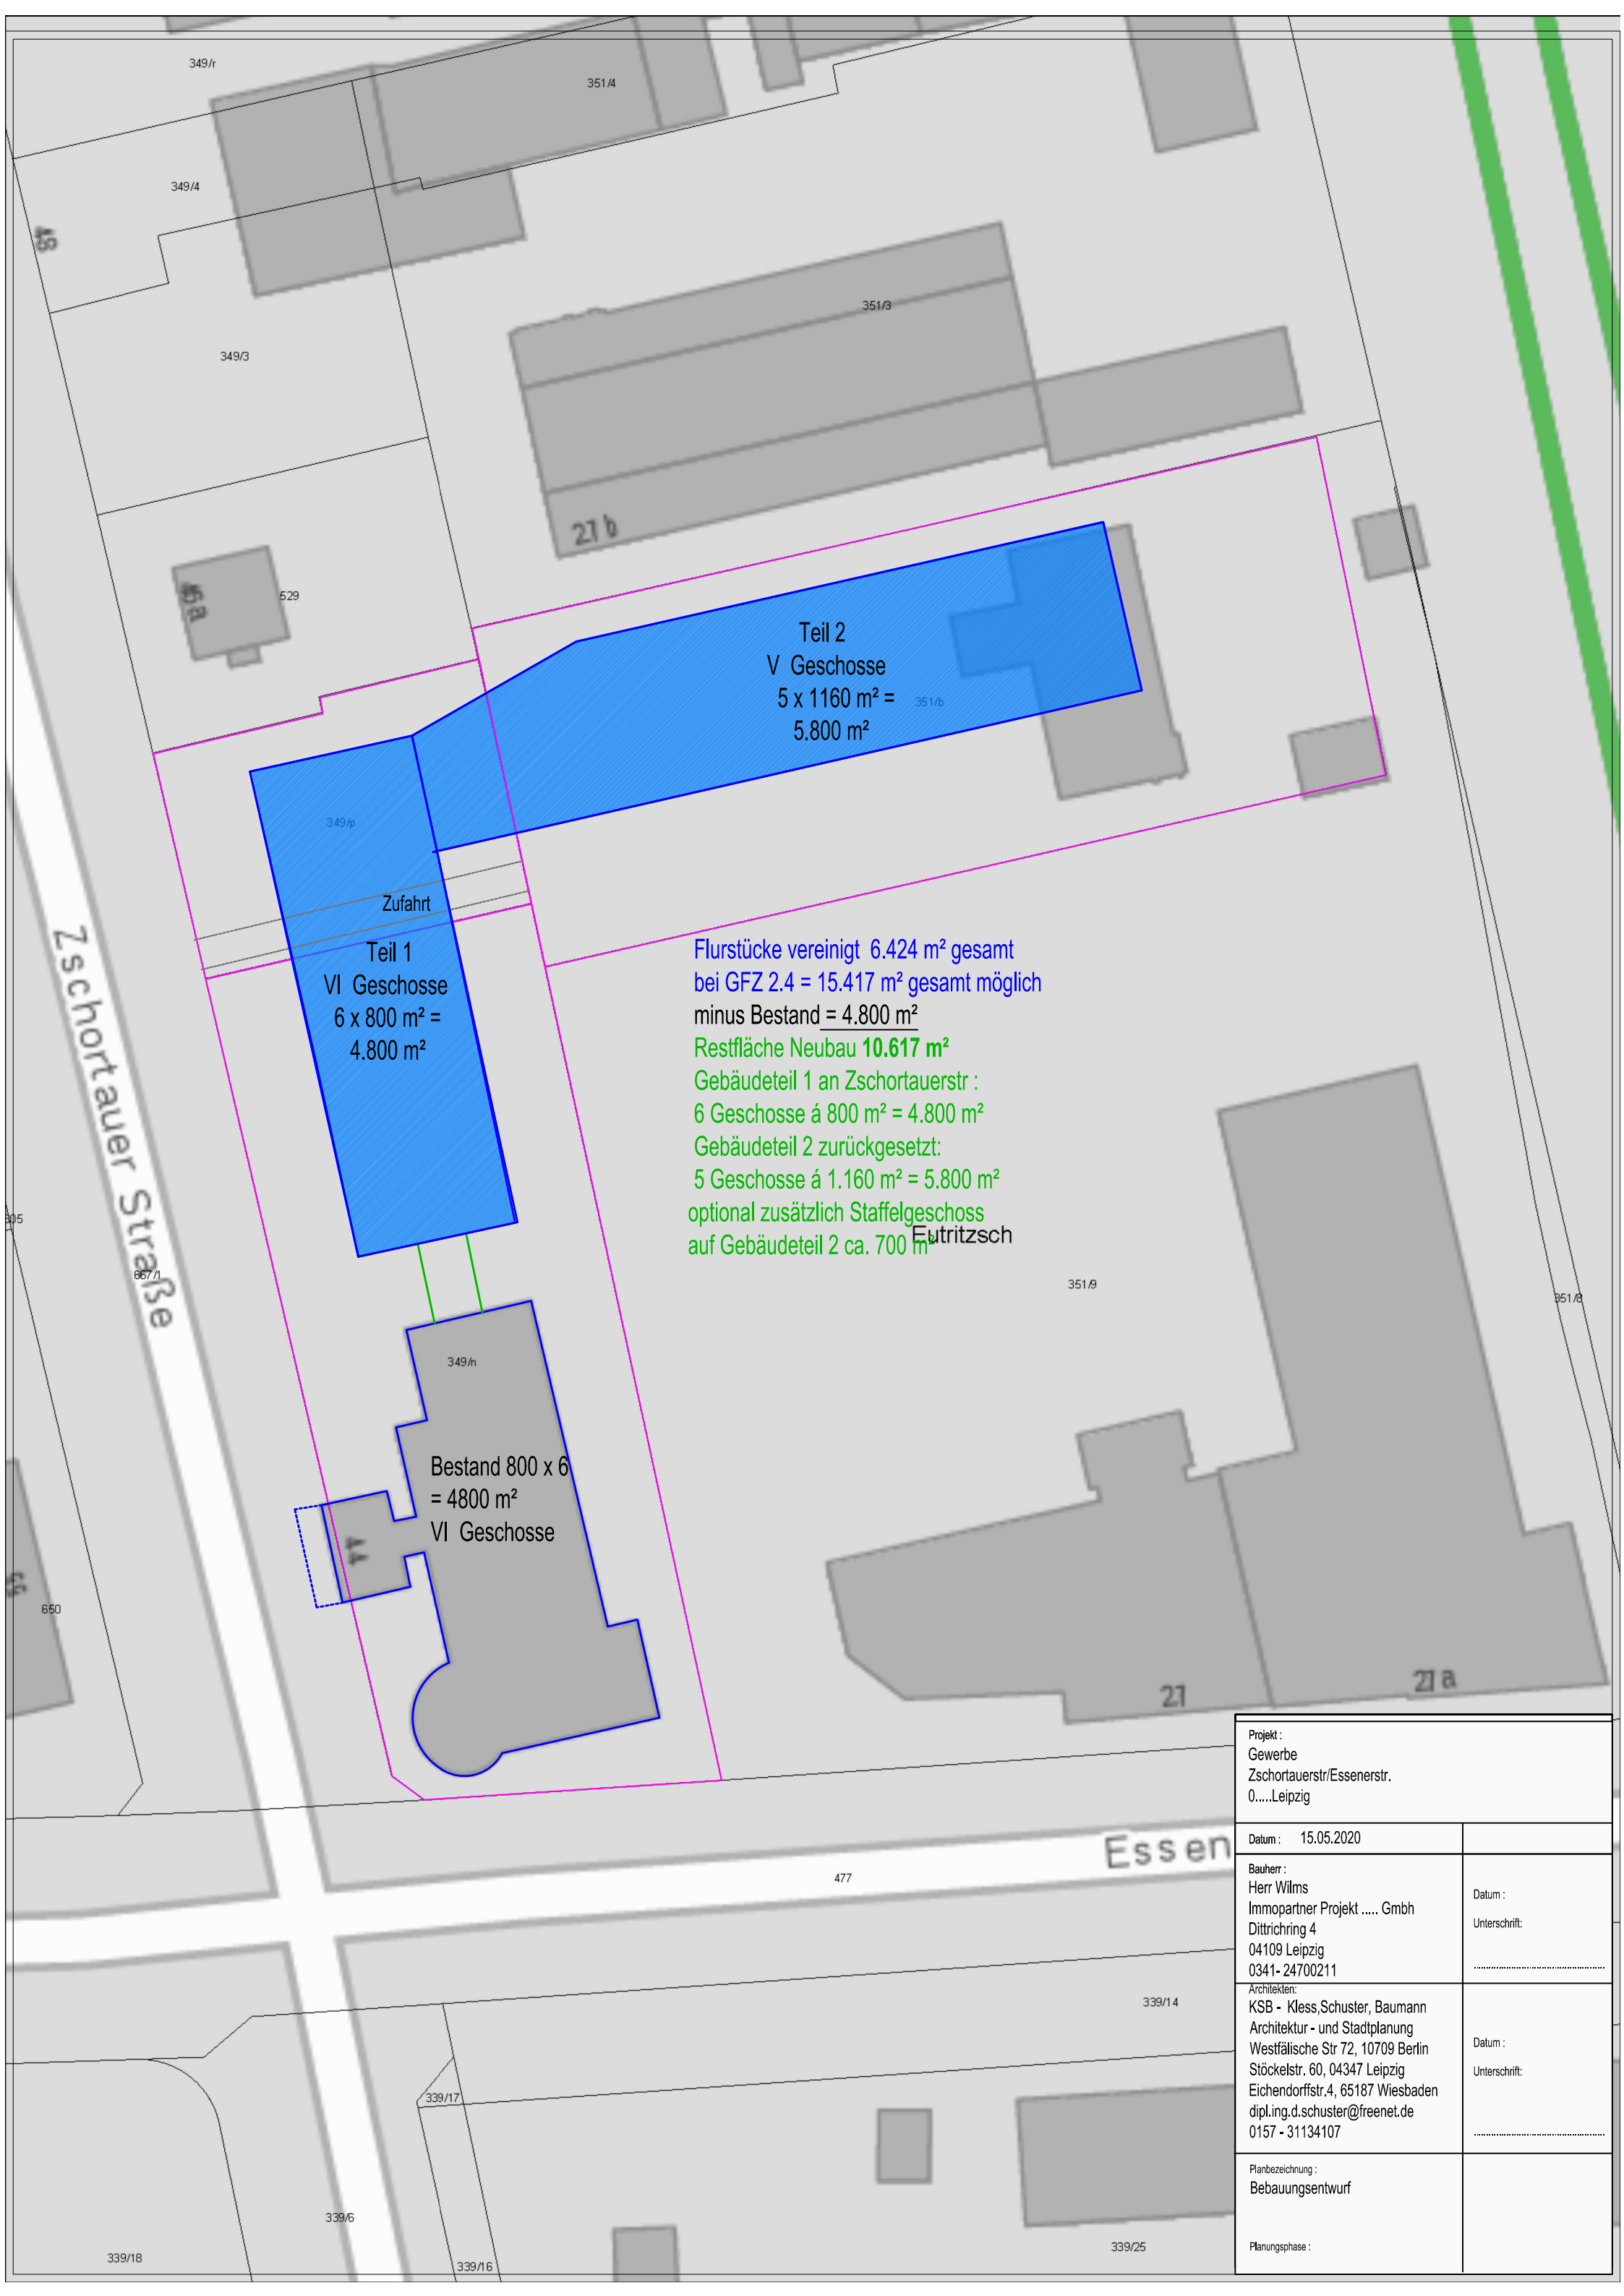 349/r
351/4
349/4
48
351/3
349/3
27 b
529
Teil 2
V Geschosse
5 x 1160 m² =
5.800 m²
351/b
349/p
Zufahrt
Teil 1
VI Geschosse
6 x 800 m² =
4.800 m²
Zschortauer Straße
Flurstücke vereinigt 6.424 m² gesamt
bei GFZ 2.4 = 15.417 m² gesamt möglich
minus Bestand = 4.800 m²
Restfläche Neubau 10.617 m²
Gebäudeteil 1 an Zschortauerstr :
6 Geschosse á 800 m² = 4.800 m²
Gebäudeteil 2 zurückgesetzt:
5 Geschosse á 1.160 m² = 5.800 m²
optional zusätzlich Staffelgeschoss
auf Gebäudeteil 2 ca. 700 m²
Eutritzsch
667/1
351/9
351/8
349/n
Bestand 800 x 6
= 4800 m²
VI Geschosse
44
650
27
27 a
Essen
477
339/14
339/17
339/6
339/18
339/16
339/25
Projekt :
Gewerbe
Zschortauerstr/Essenerstr.
0.....Leipzig
Datum : 15.05.2020
Bauherr :
Herr Wilms
Immopartner Projekt ..... Gmbh
Dittrichring 4
04109 Leipzig
0341- 24700211
Datum :
Unterschrift:
Architekten:
KSB - Kless,Schuster, Baumann
Architektur - und Stadtplanung
Westfälische Str 72, 10709 Berlin
Stöckelstr. 60, 04347 Leipzig
Eichendorffstr.4, 65187 Wiesbaden
dipl.ing.d.schuster@freenet.de
0157 - 31134107
Datum :
Unterschrift:
Planbezeichnung :
Bebauungsentwurf
Planungsphase :